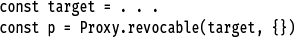 const target = . . .
const p = Proxy.revocable(target, {})